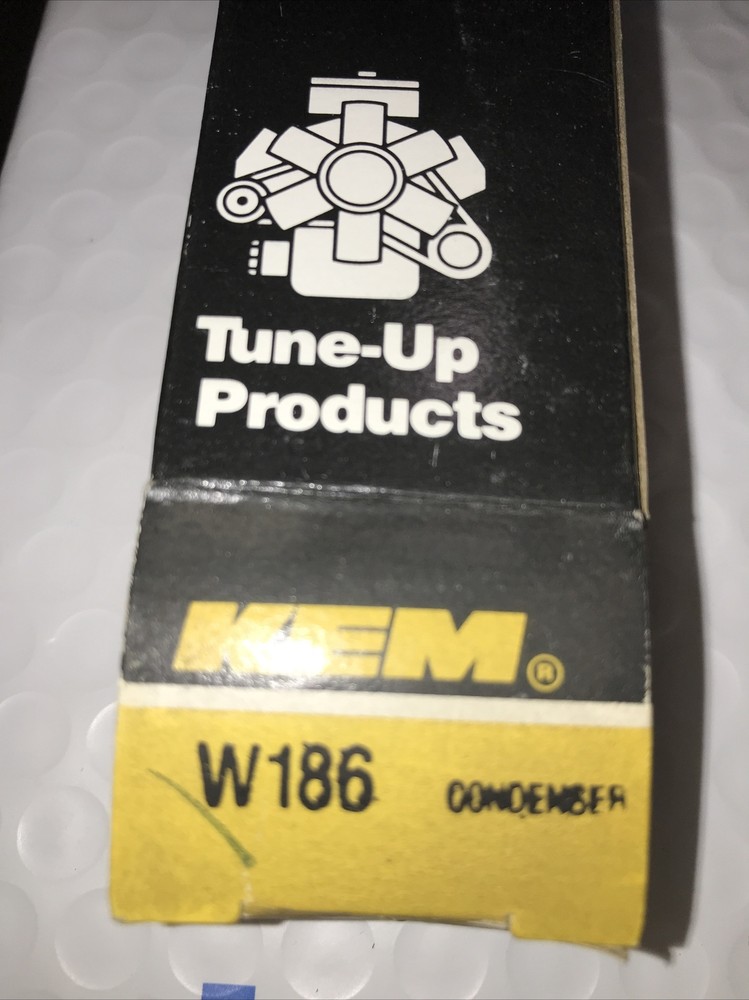 Tune-Up
Products
KEM®
W186 CONDENSER